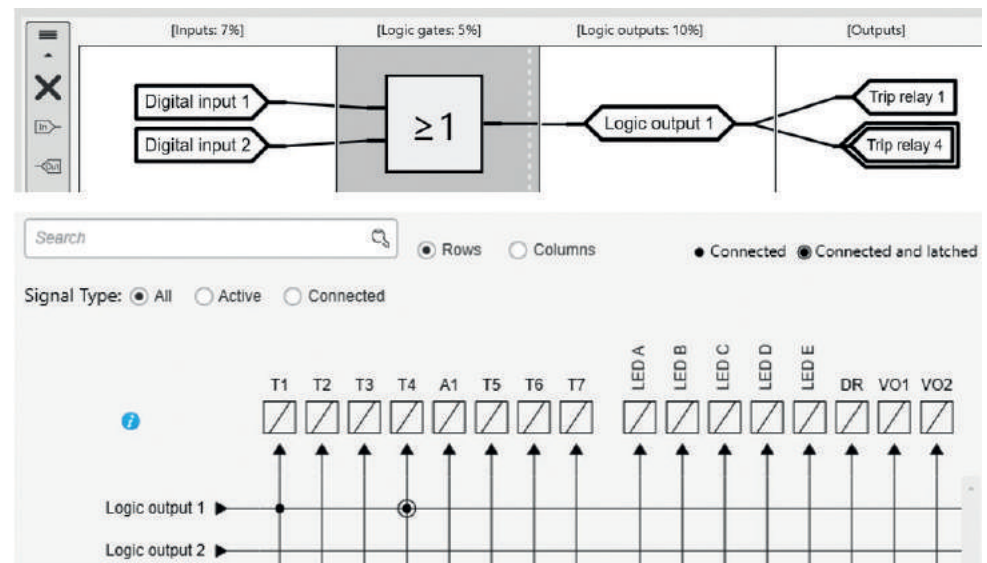 [Inputs: 7%] [Logic gates: 5%] [Logic outputs: 10%] [Outputs]
Digital input 1
Digital input 2
≥1
Logic output 1
Trip relay 1
Trip relay 4
In
Out
Search
Rows Columns
Connected Connected and latched
Signal Type: All Active Connected
T1 T2 T3 T4 A1 T5 T6 T7 LED A LED B LED C LED D LED E DR VO1 VO2
i
Logic output 1
Logic output 2